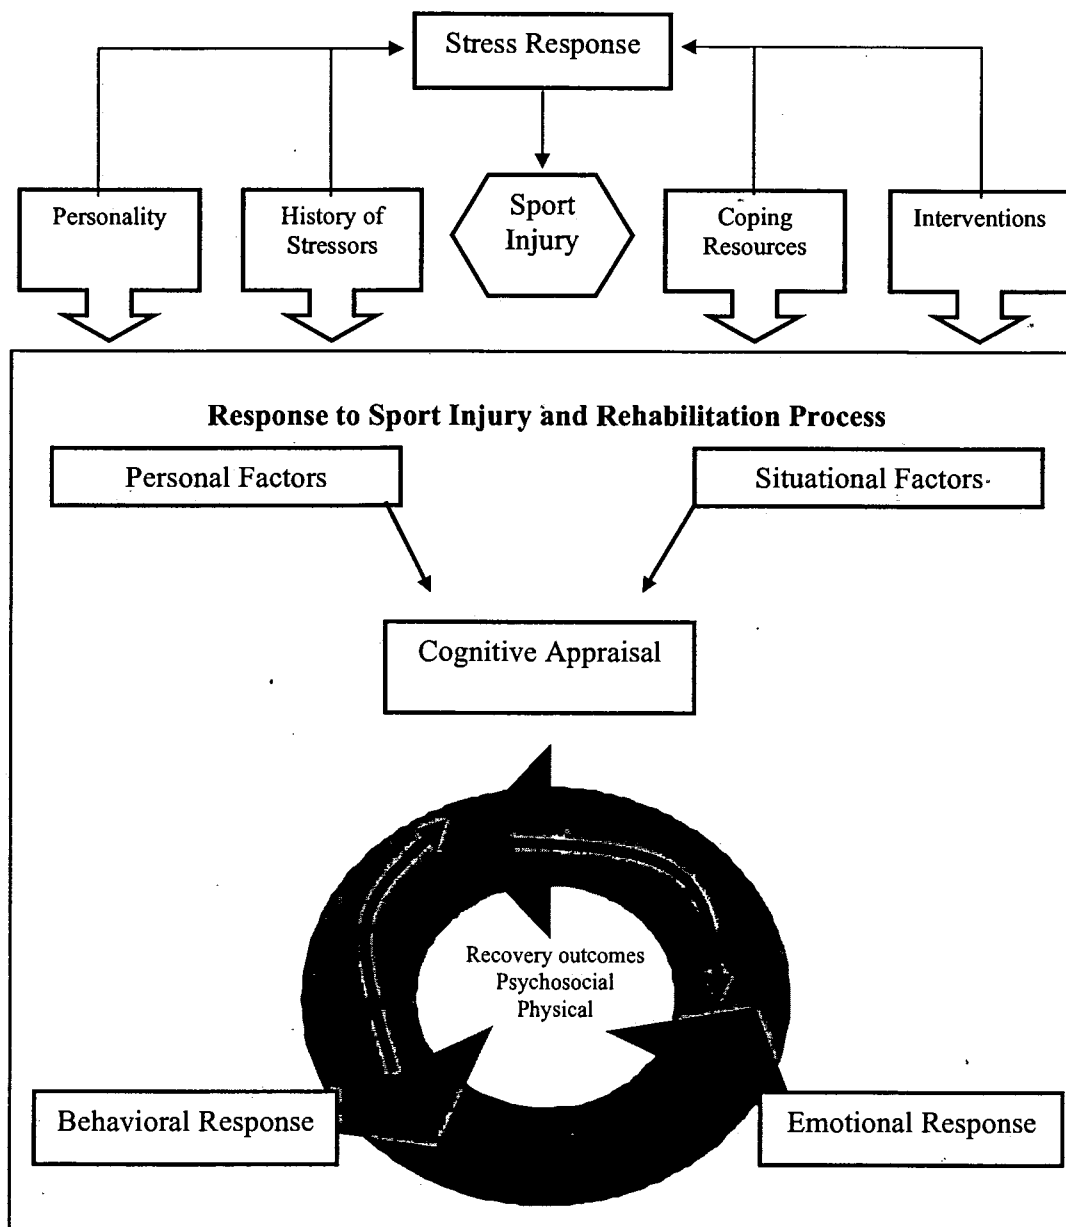 Stress Response
Personality
History of
Stressors
Sport
Injury
Coping
Resources
Interventions
Response to Sport Injury and Rehabilitation Process
Personal Factors
Situational Factors
Cognitive Appraisal
Recovery outcomes
Psychosocial
Physical
Behavioral Response
Emotional Response